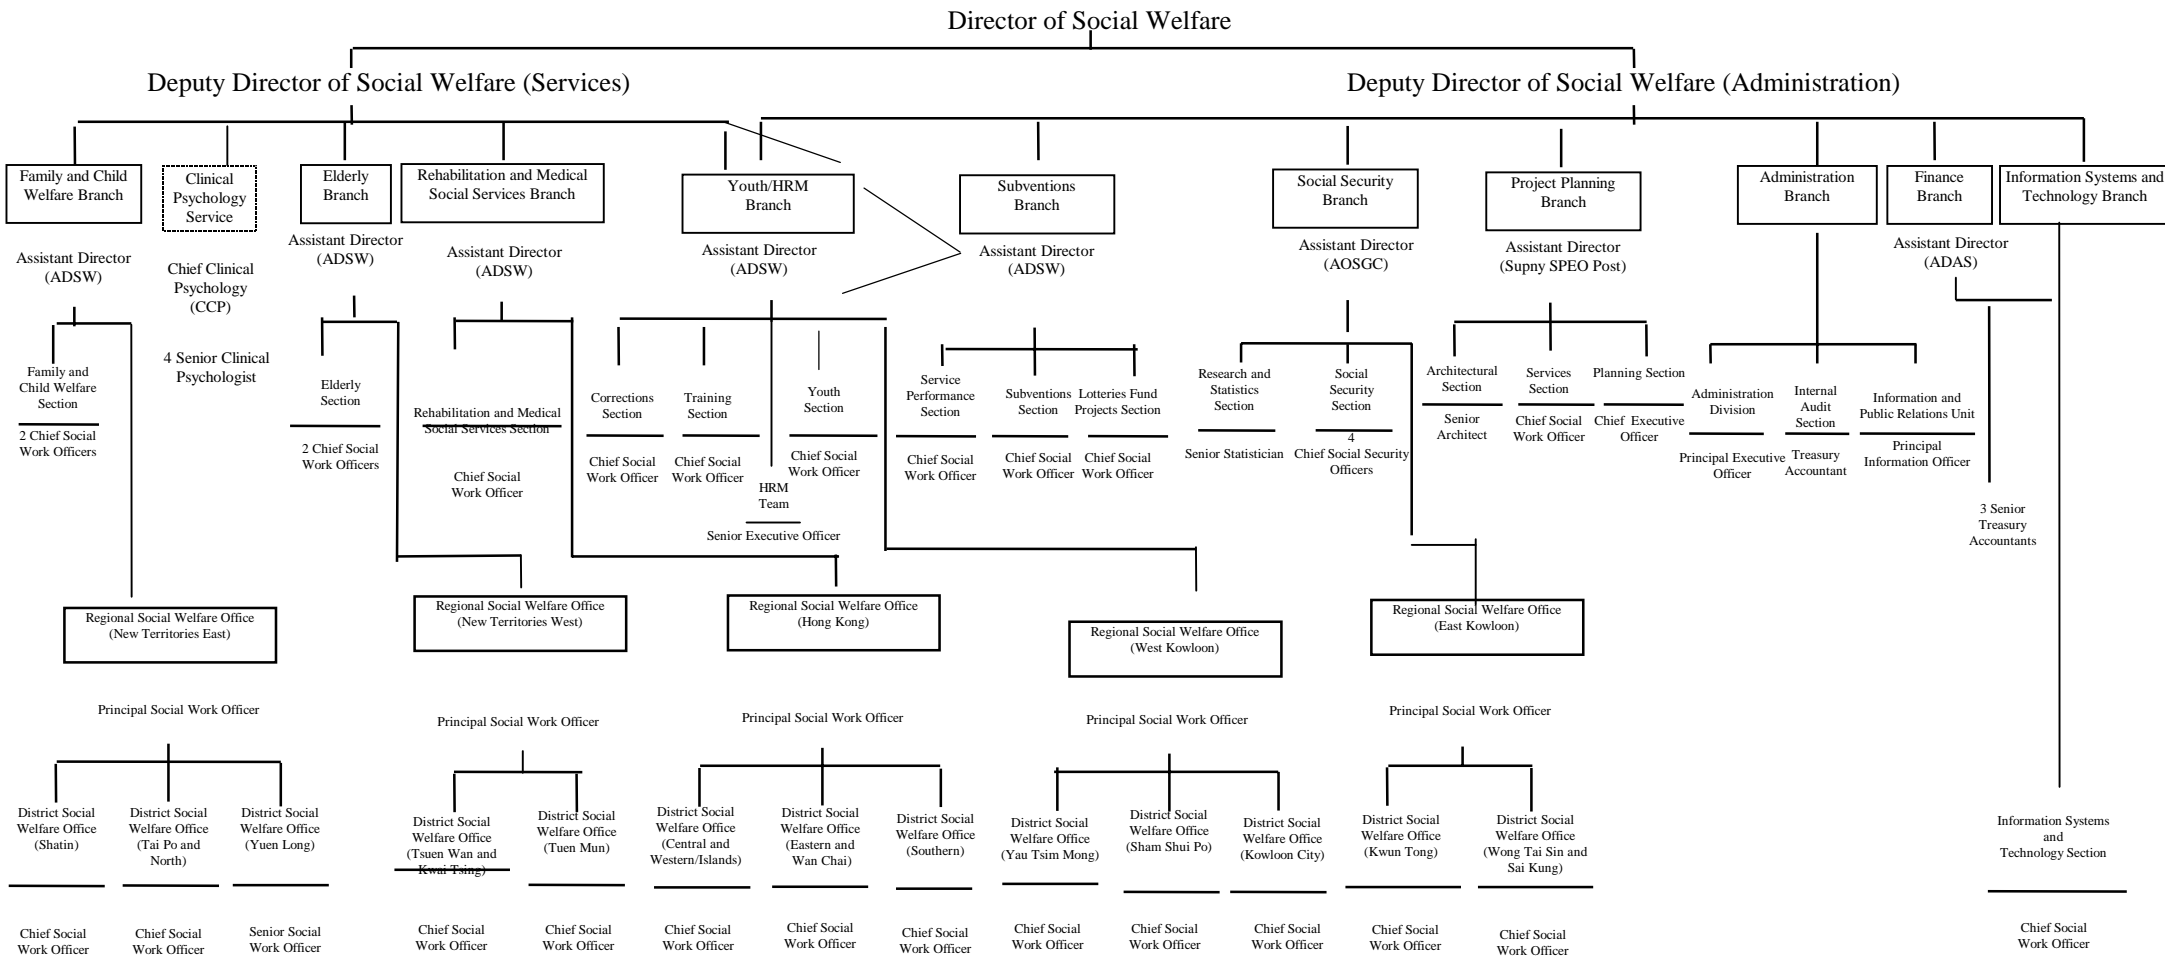 Director of Social Welfare
Deputy Director of Social Welfare (Services)
Deputy Director of Social Welfare (Administration)
Family and Child
Welfare Branch
Clinical
Psychology
Service
Elderly
Branch
Rehabilitation and Medical
Social Services Branch
Youth/HRM
Branch
Subventions
Branch
Social Security
Branch
Project Planning
Branch
Administration
Branch
Finance
Branch
Information Systems and
Technology Branch
Assistant Director
(ADSW)
Chief Clinical
Psychology
(CCP)
Assistant Director
(ADSW)
Assistant Director
(ADSW)
Assistant Director
(ADSW)
Assistant Director
(ADSW)
Assistant Director
(AOSGC)
Assistant Director
(Supny SPEO Post)
Assistant Director
(ADAS)
4 Senior Clinical
Psychologist
Family and
Child Welfare
Section
2 Chief Social
Work Officers
Elderly
Section
2 Chief Social
Work Officers
Rehabilitation and Medical
Social Services Section
Chief Social
Work Officer
Corrections
Section
Chief Social
Work Officer
Training
Section
Chief Social
Work Officer
HRM
Team
Senior Executive Officer
Youth
Section
Chief Social
Work Officer
Service
Performance
Section
Chief Social
Work Officer
Subventions
Section
Chief Social
Work Officer
Lotteries Fund
Projects Section
Chief Social
Work Officer
Research and
Statistics
Section
Senior Statistician
Social
Security
Section
4
Chief Social Security
Officers
Architectural
Section
Senior
Architect
Services
Section
Chief Social
Work Officer
Planning Section
Chief Executive
Officer
Administration
Division
Principal Executive
Officer
Internal
Audit
Section
Treasury
Accountant
Information and
Public Relations Unit
Principal
Information Officer
3 Senior
Treasury
Accountants
Regional Social Welfare Office
(New Territories East)
Regional Social Welfare Office
(New Territories West)
Regional Social Welfare Office
(Hong Kong)
Regional Social Welfare Office
(West Kowloon)
Regional Social Welfare Office
(East Kowloon)
Principal Social Work Officer
Principal Social Work Officer
Principal Social Work Officer
Principal Social Work Officer
Principal Social Work Officer
District Social
Welfare Office
(Shatin)
Chief Social
Work Officer
District Social
Welfare Office
(Tai Po and
North)
Chief Social
Work Officer
District Social
Welfare Office
(Yuen Long)
Senior Social
Work Officer
District Social
Welfare Office
(Tsuen Wan and
Kwai Tsing)
Chief Social
Work Officer
District Social
Welfare Office
(Tuen Mun)
Chief Social
Work Officer
District Social
Welfare Office
(Central and
Western/Islands)
Chief Social
Work Officer
District Social
Welfare Office
(Eastern and
Wan Chai)
Chief Social
Work Officer
District Social
Welfare Office
(Southern)
Chief Social
Work Officer
District Social
Welfare Office
(Yau Tsim Mong)
Chief Social
Work Officer
District Social
Welfare Office
(Sham Shui Po)
Chief Social
Work Officer
District Social
Welfare Office
(Kowloon City)
Chief Social
Work Officer
District Social
Welfare Office
(Kwun Tong)
Chief Social
Work Officer
District Social
Welfare Office
(Wong Tai Sin and
Sai Kung)
Chief Social
Work Officer
Information Systems
and
Technology Section
Chief Social
Work Officer